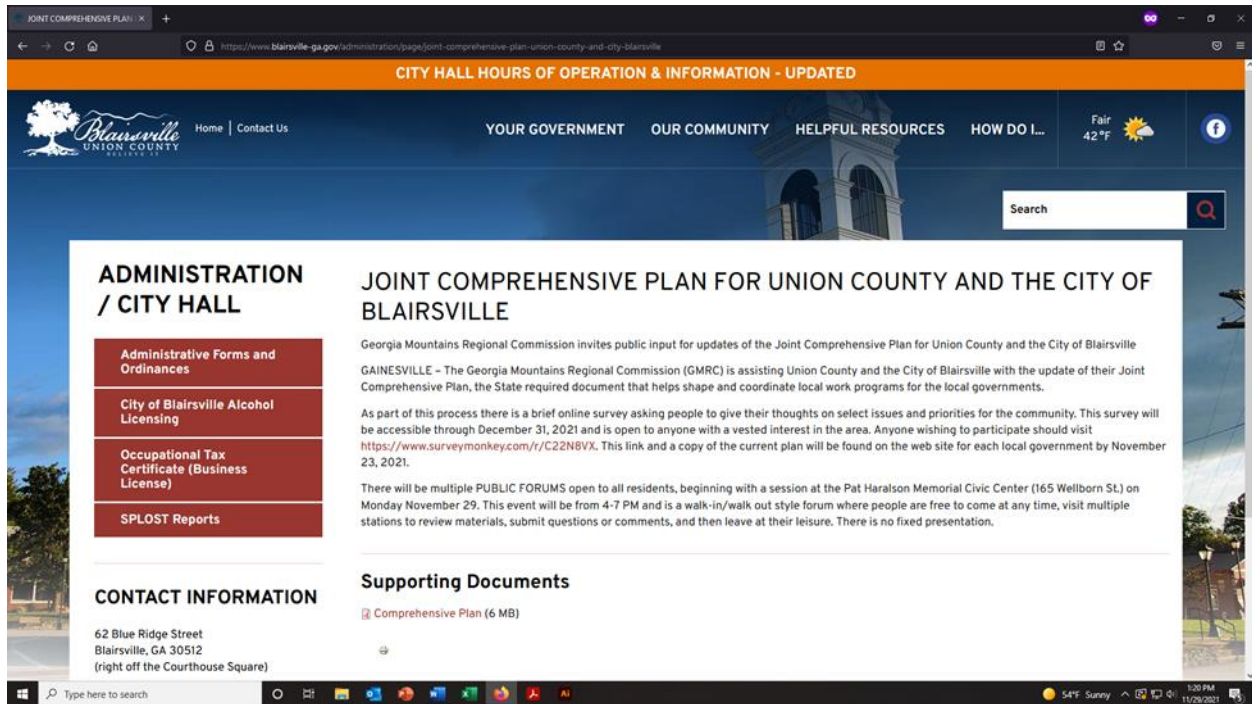 JOINT COMPREHENSIVE PLAN
https://www.blairsville-ga.gov/administration/page/joint-comprehensive-plan-union-county-and-city-blairsville
CITY HALL HOURS OF OPERATION & INFORMATION - UPDATED
Blairsville
UNION COUNTY
BELIEVE IT
Home | Contact Us
YOUR GOVERNMENT
OUR COMMUNITY
HELPFUL RESOURCES
HOW DO I...
Fair
42°F
Search
ADMINISTRATION
/ CITY HALL
Administrative Forms and
Ordinances
City of Blairsville Alcohol
Licensing
Occupational Tax
Certificate (Business
License)
SPLOST Reports
CONTACT INFORMATION
62 Blue Ridge Street
Blairsville, GA 30512
(right off the Courthouse Square)
JOINT COMPREHENSIVE PLAN FOR UNION COUNTY AND THE CITY OF
BLAIRSVILLE
Georgia Mountains Regional Commission invites public input for updates of the Joint Comprehensive Plan for Union County and the City of Blairsville
GAINESVILLE – The Georgia Mountains Regional Commission (GMRC) is assisting Union County and the City of Blairsville with the update of their Joint
Comprehensive Plan, the State required document that helps shape and coordinate local work programs for the local governments.
As part of this process there is a brief online survey asking people to give their thoughts on select issues and priorities for the community. This survey will
be accessible through December 31, 2021 and is open to anyone with a vested interest in the area. Anyone wishing to participate should visit
https://www.surveymonkey.com/r/C22N8VX. This link and a copy of the current plan will be found on the web site for each local government by November
23, 2021.
There will be multiple PUBLIC FORUMS open to all residents, beginning with a session at the Pat Haralson Memorial Civic Center (165 Wellborn St.) on
Monday November 29. This event will be from 4-7 PM and is a walk-in/walk out style forum where people are free to come at any time, visit multiple
stations to review materials, submit questions or comments, and then leave at their leisure. There is no fixed presentation.
Supporting Documents
Comprehensive Plan (6 MB)
Type here to search
54°F Sunny
1:20 PM
11/29/2021